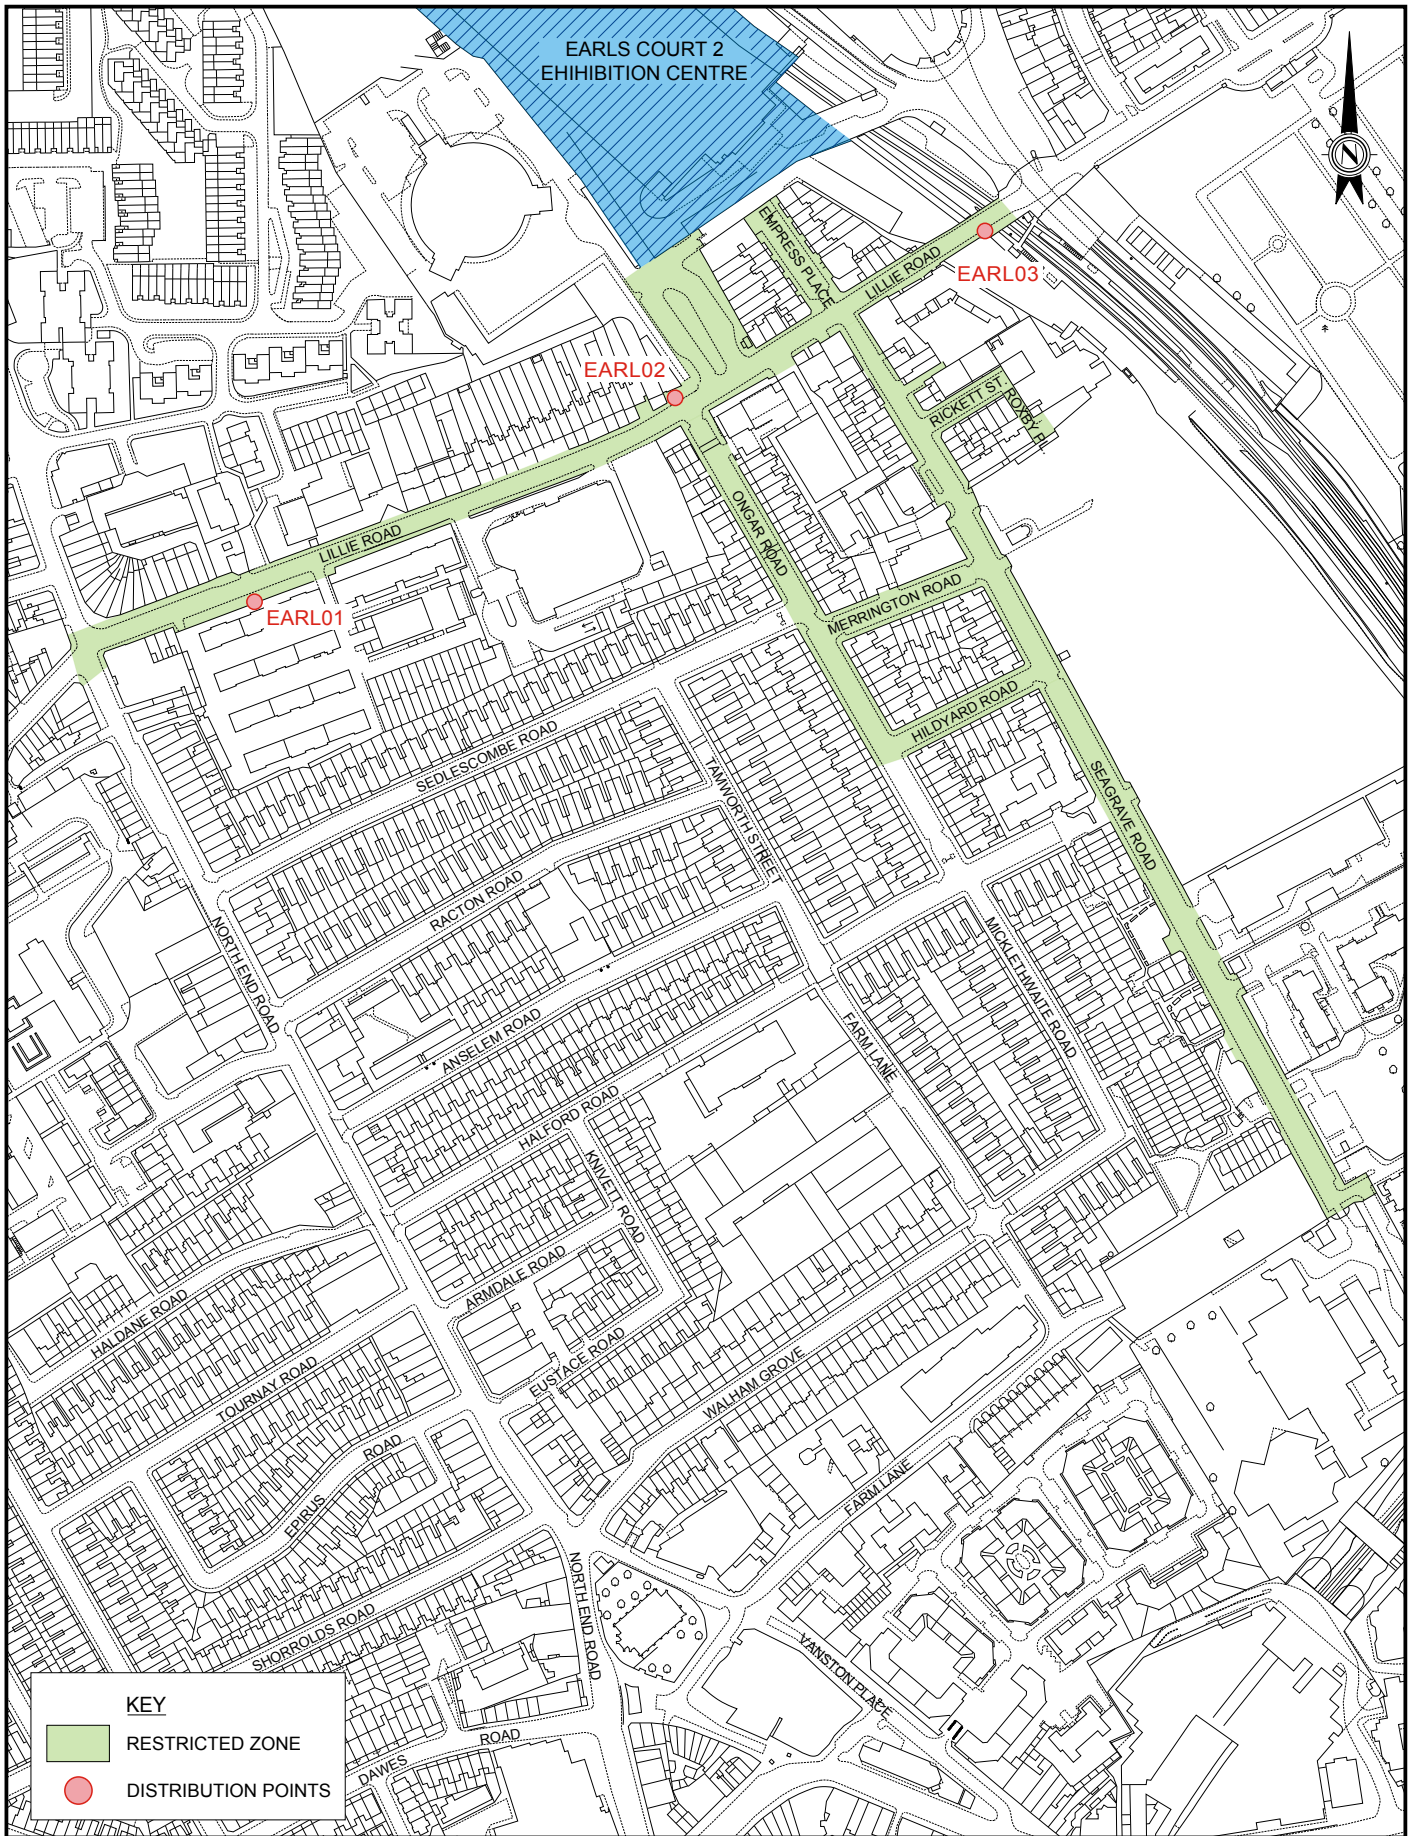 EARLS COURT 2
EHIHIBITION CENTRE
N
EMPRESS PLACE
LILLIE ROAD
EARL03
EARL02
RICKETT ST.
ROXBY P
ONGAR ROAD
LILLIE ROAD
MERRINGTON ROAD
EARL01
HILDYARD ROAD
SEDLESCOMBE ROAD
TAMWORTH STREET
SEAGRAVE ROAD
RACTON ROAD
NORTH END ROAD
MICKLETHWAITE ROAD
ANSELEM ROAD
FARM LANE
HALFORD ROAD
KNIVETT ROAD
ARMDALE ROAD
HALDANE ROAD
EUSTACE ROAD
WALHAM GROVE
TOURNAY ROAD
EPIRUS ROAD
FARM LANE
NORTH END ROAD
SHORROLDS ROAD
VANSTON PLACE
DAWES ROAD
KEY
RESTRICTED ZONE
DISTRIBUTION POINTS